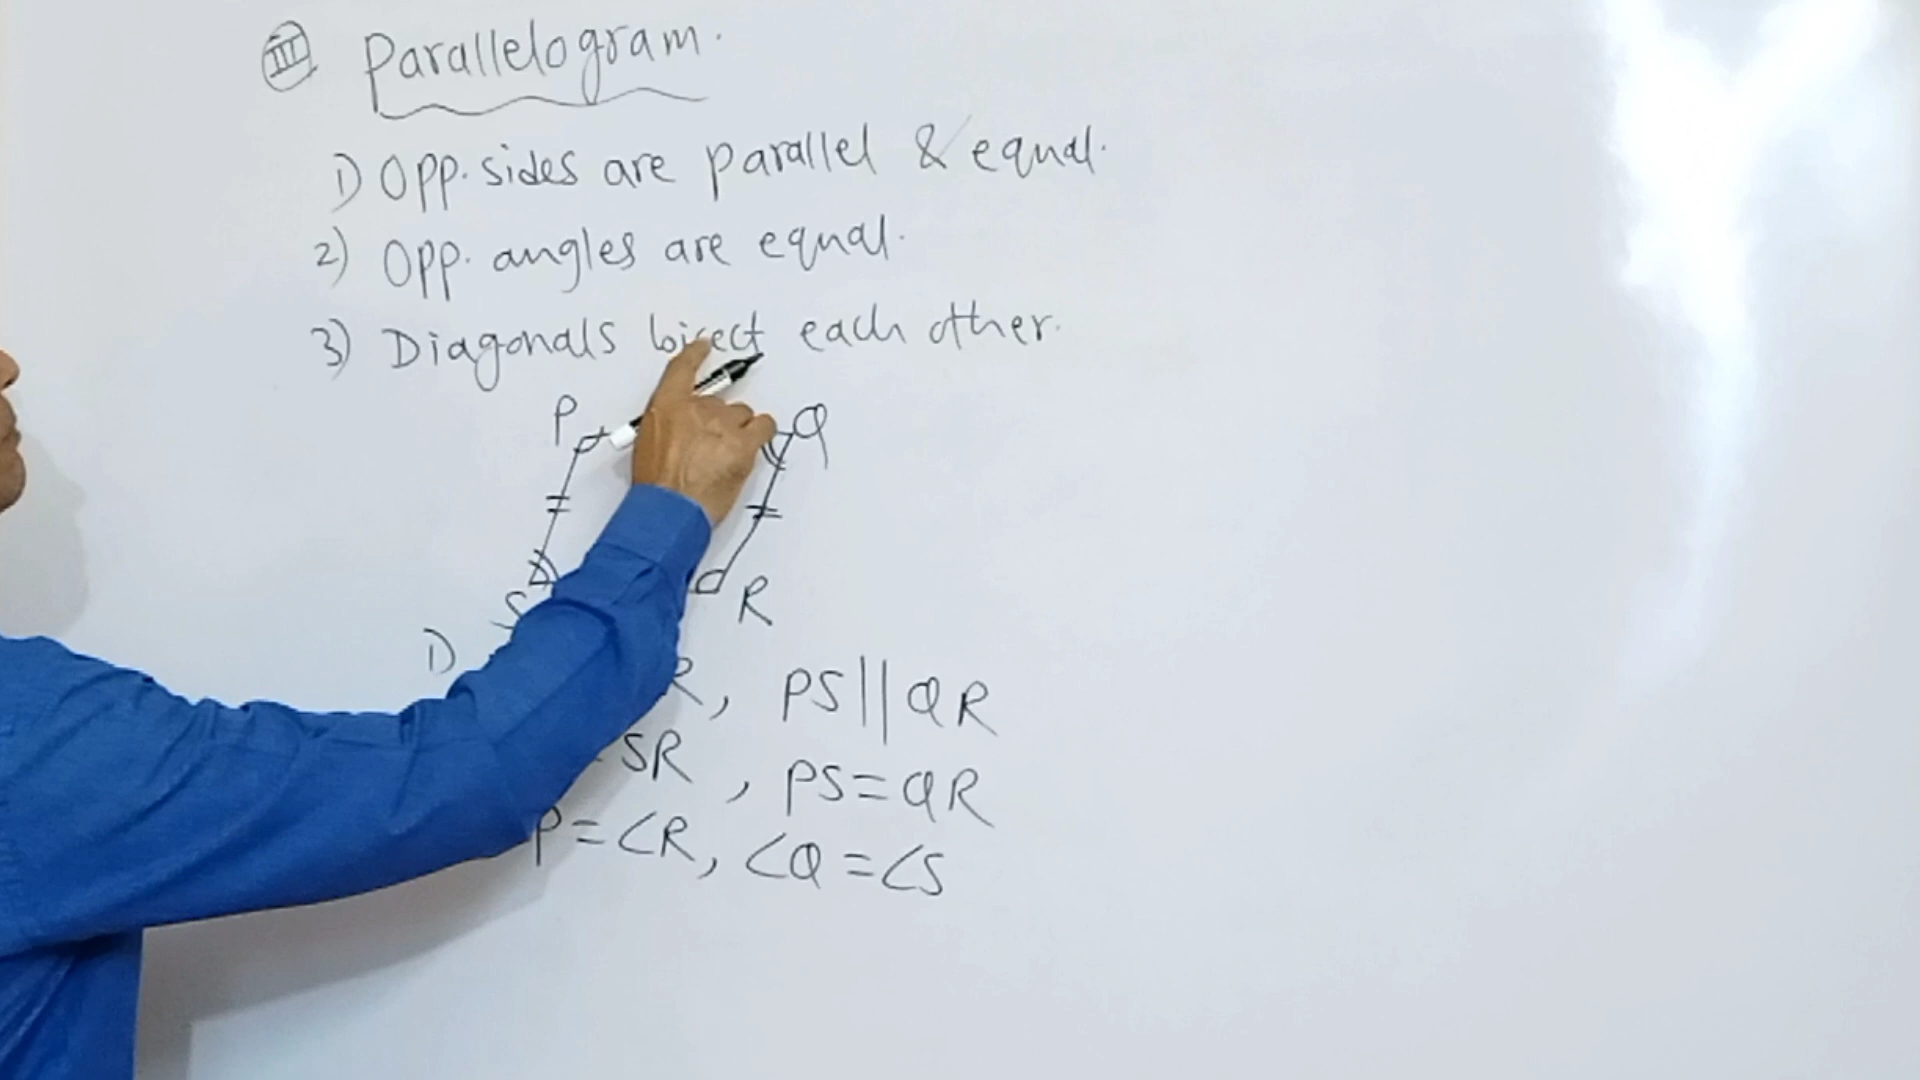 III Parallelogram.
1) Opp. sides are parallel & equal.
2) Opp. angles are equal.
3) Diagonals bisect each other.
P Q
S R
1) R, PS||QR
SR, PS=QR
P=∠R, ∠Q=∠S